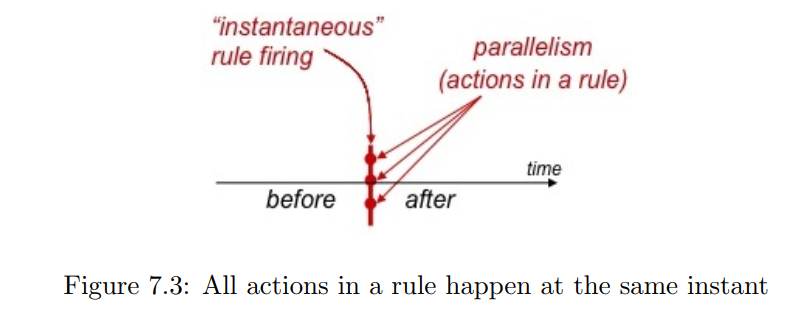 “instantaneous”
rule firing
parallelism
(actions in a rule)
time
before
after
Figure 7.3: All actions in a rule happen at the same instant